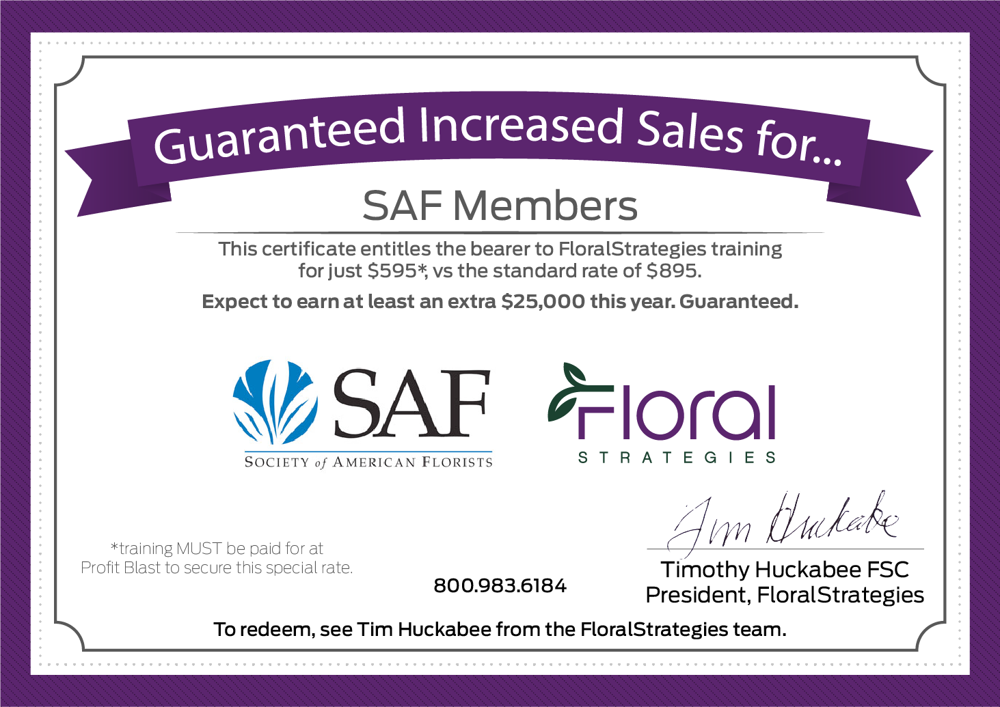 Guaranteed Increased Sales for...
SAF Members
This certificate entitles the bearer to FloralStrategies training
for just $595*, vs the standard rate of $895.
Expect to earn at least an extra $25,000 this year. Guaranteed.
SAF
SOCIETY of AMERICAN FLORISTS
Floral
STRATEGIES
Tim Huckabee
*training MUST be paid for at
Profit Blast to secure this special rate.
800.983.6184
Timothy Huckabee FSC
President, FloralStrategies
To redeem, see Tim Huckabee from the FloralStrategies team.